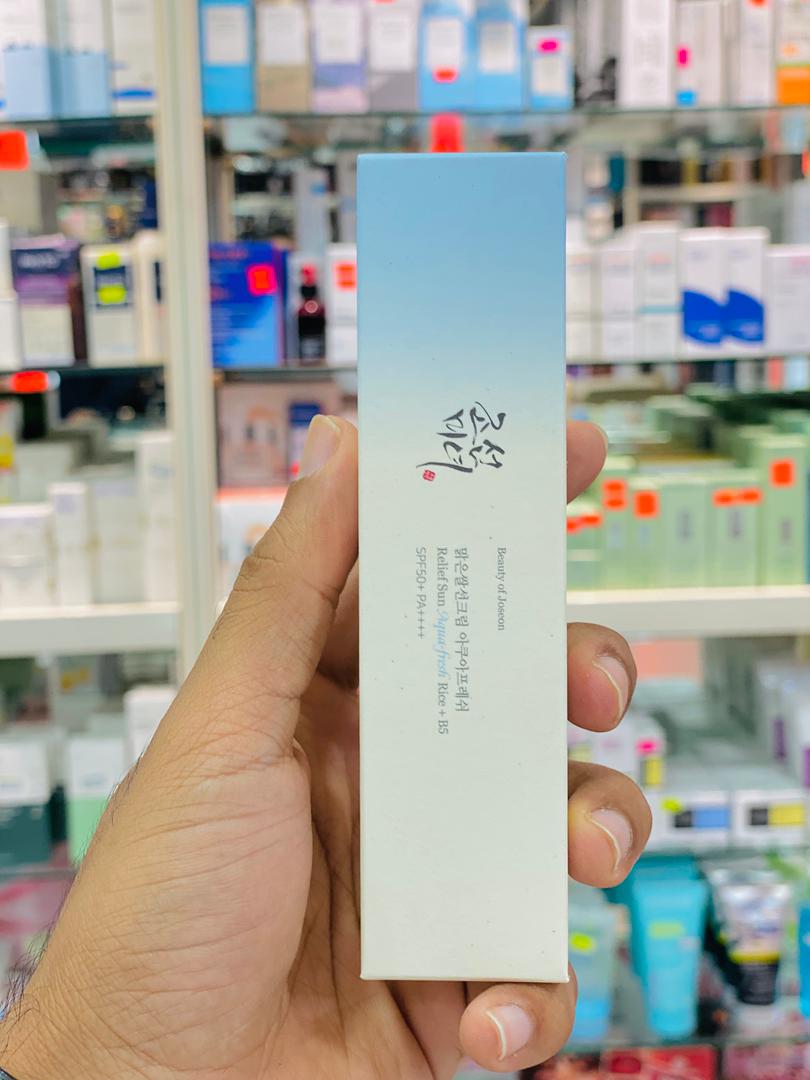 조선
미녀
Beauty of Joseon
맑은쌀선크림 아쿠아프레쉬
Relief Sun Aqua-fresh Rice + B5
SPF50+ PA++++